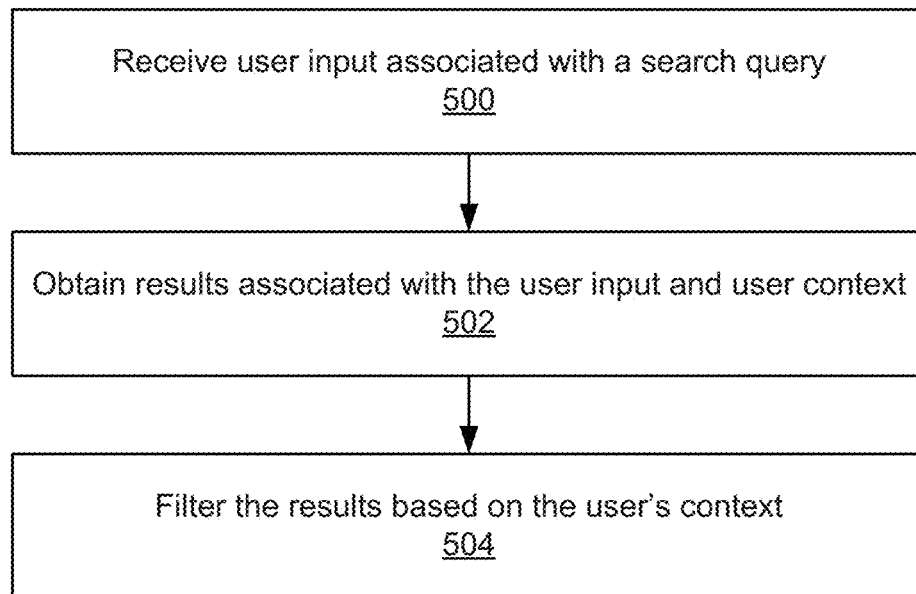 Receive user input associated with a search query
500
Obtain results associated with the user input and user context
502
Filter the results based on the user's context
504